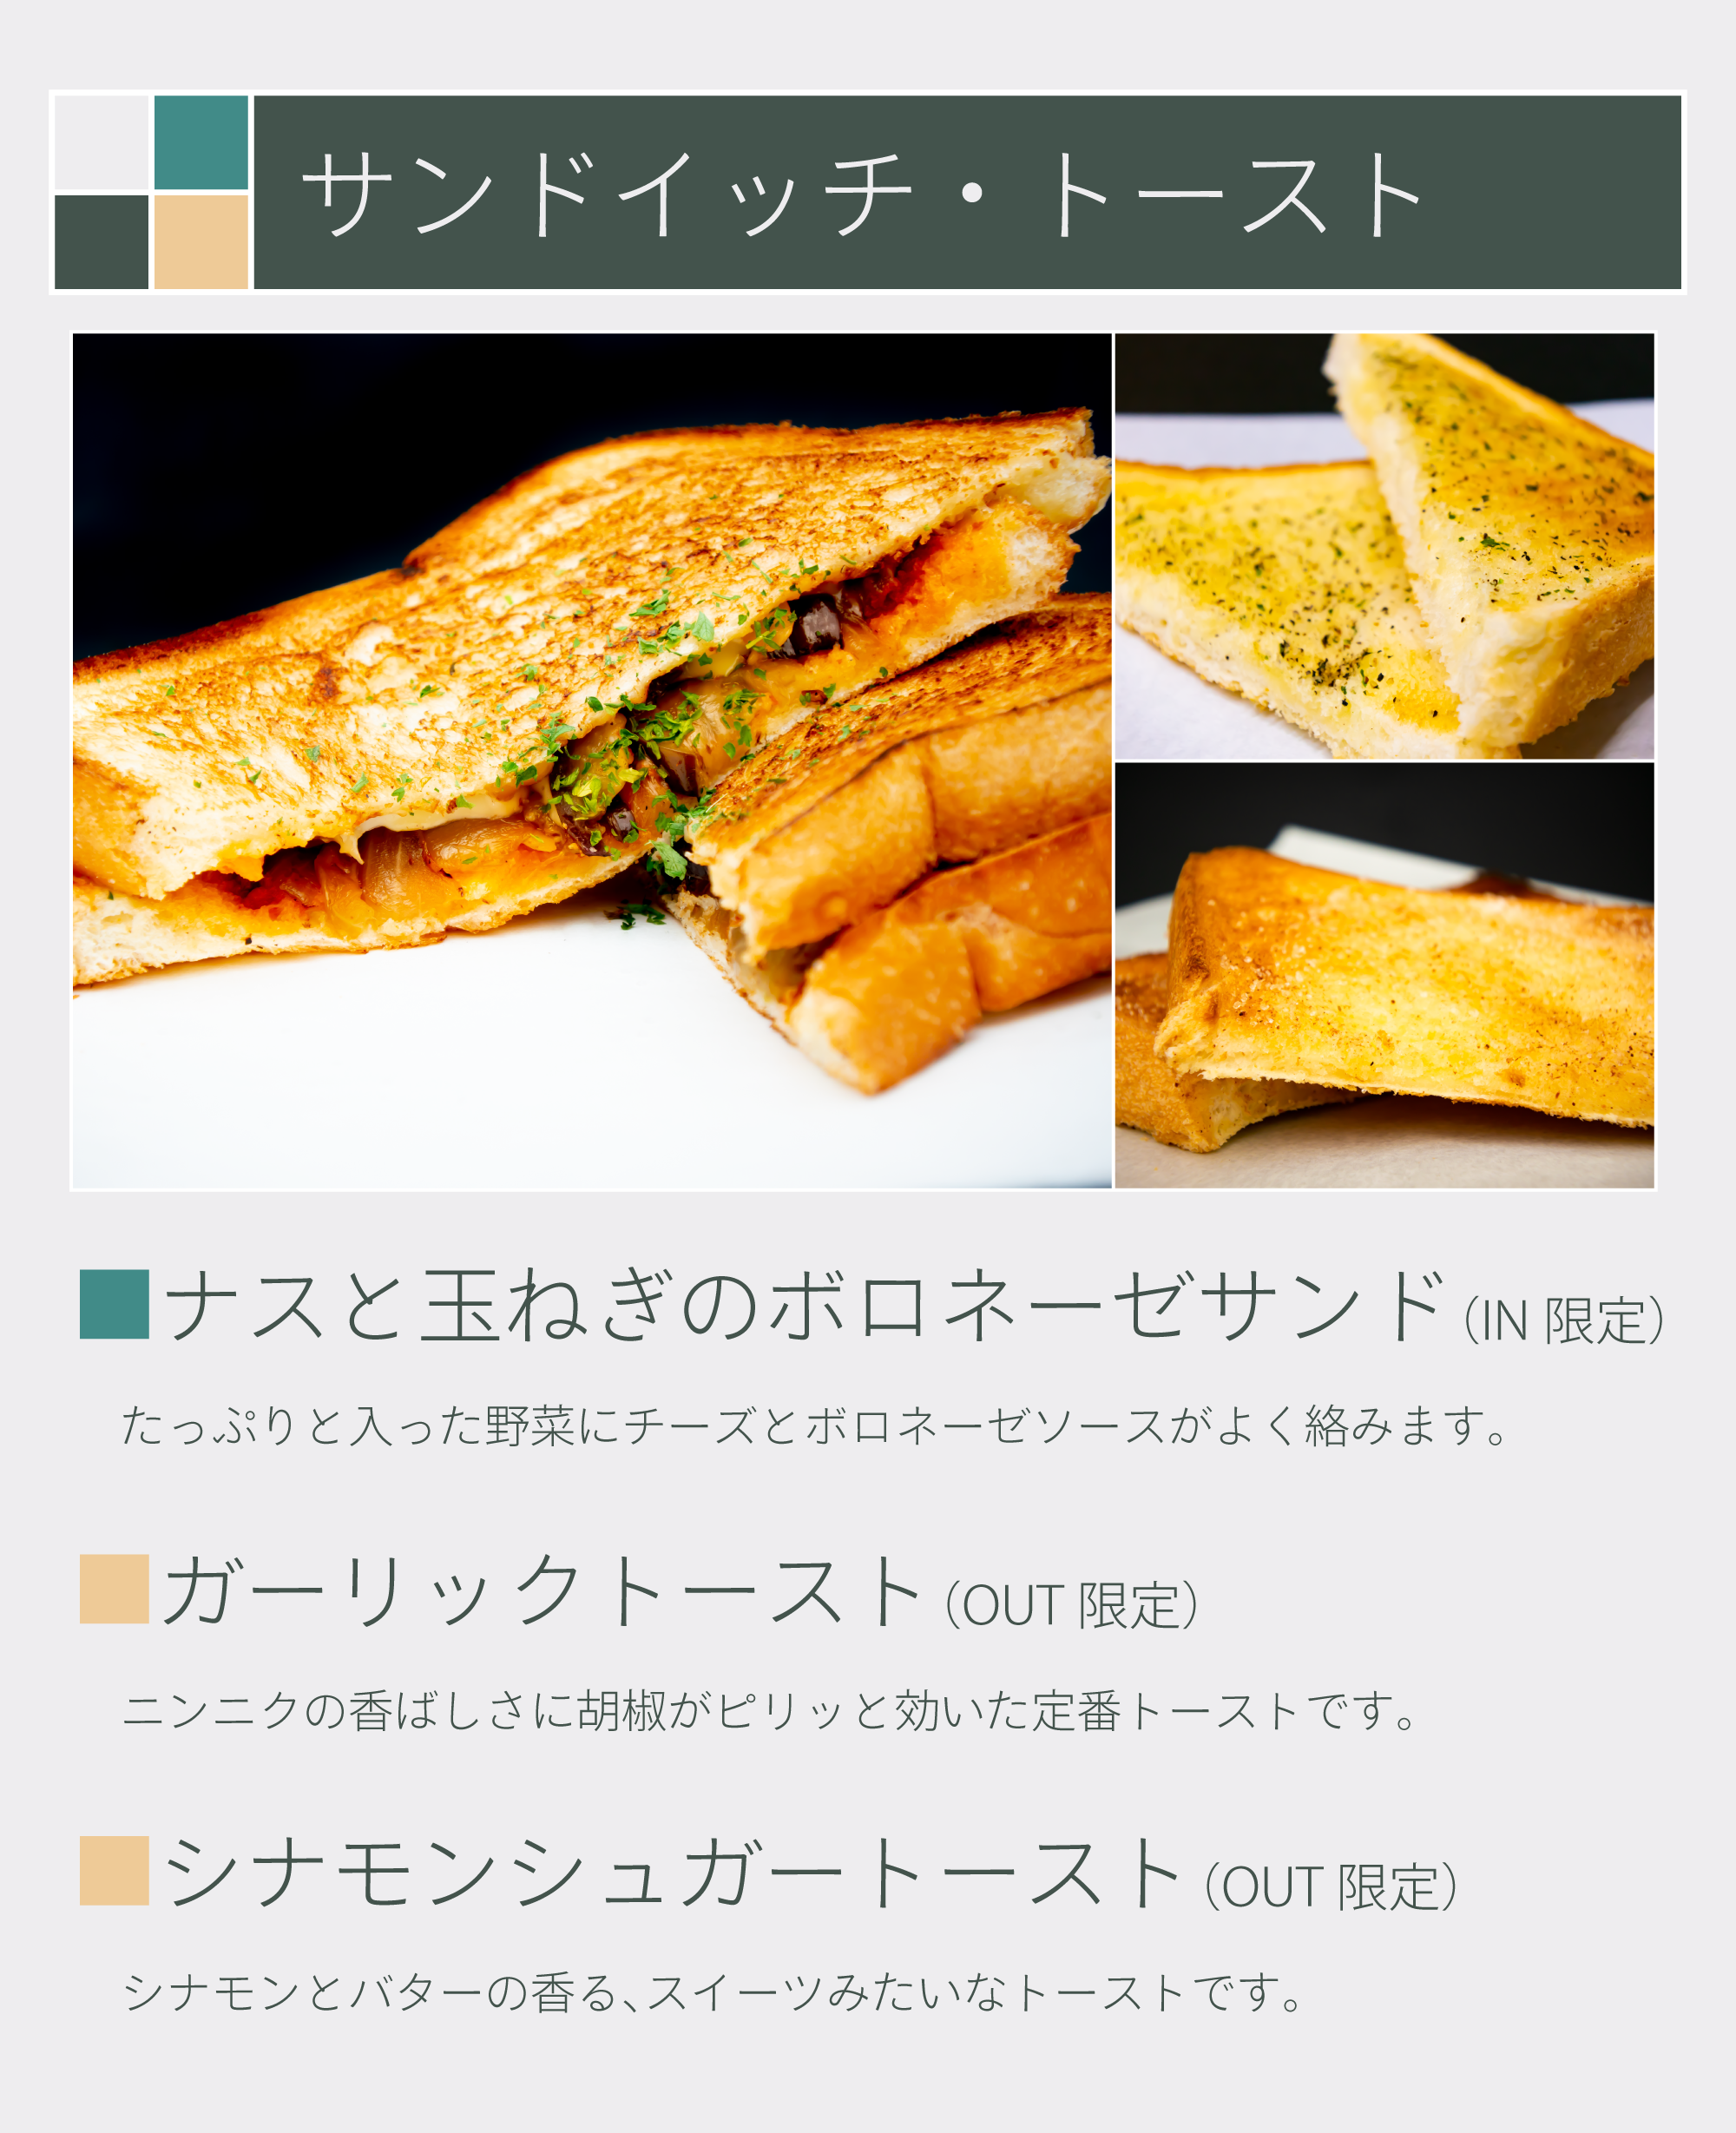 サンドイッチ・トースト
ナスと玉ねぎのボロネーゼサンド（IN 限定）
たっぷりと入った野菜にチーズとボロネーゼソースがよく絡みます。
ガーリックトースト（OUT 限定）
ニンニクの香ばしさに胡椒がピリッと効いた定番トーストです。
シナモンシュガートースト（OUT 限定）
シナモンとバターの香る、スイーツみたいなトーストです。